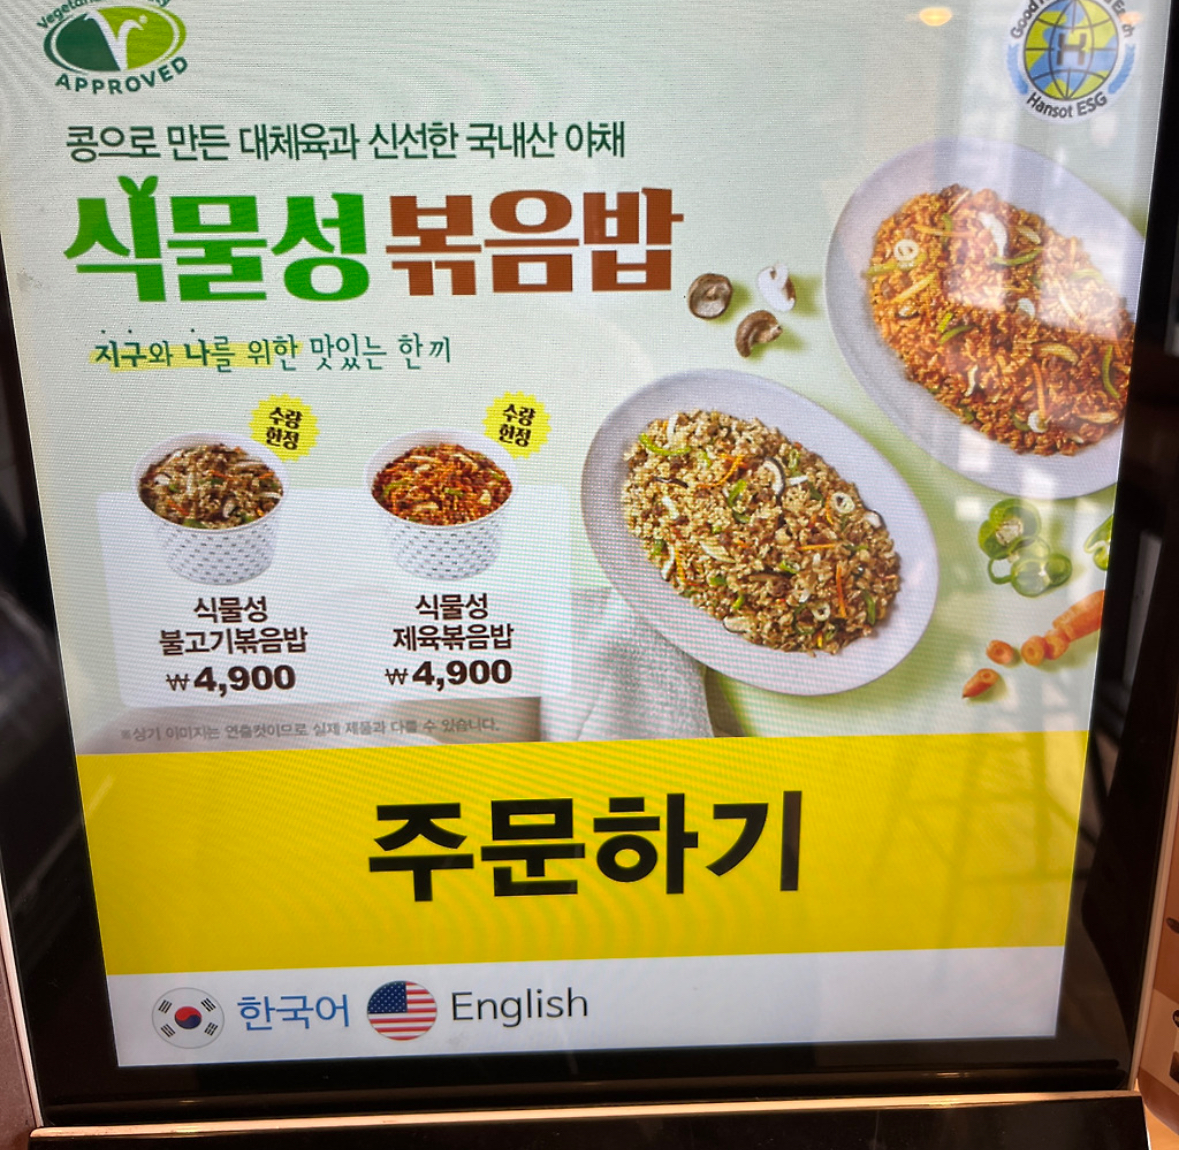 APPROVED
Hansot ESG
콩으로 만든 대체육과 신선한 국내산 야채
식물성 볶음밥
지구와 나를 위한 맛있는 한 끼
수량
한정
수량
한정
식물성
불고기볶음밥
₩4,900
식물성
제육볶음밥
₩4,900
※상기 이미지는 연출컷이므로 실제 제품과 다를 수 있습니다.
주문하기
한국어
English